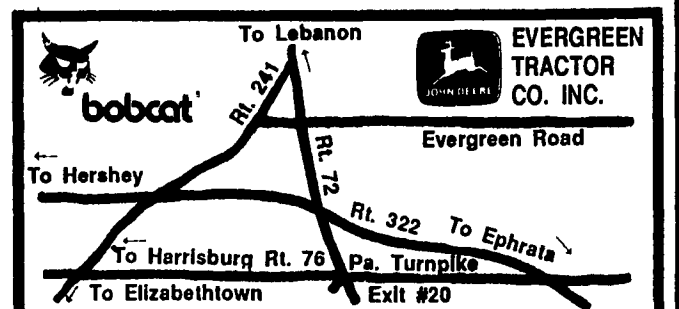 To Lebanon
EVERGREEN
TRACTOR
CO. INC.
JOHN DEERE
bobcat
Rt. 241
Evergreen Road
Rt. 72
To Hershey
Rt. 322
To Ephrata
To Harrisburg Rt. 76
Pa. Turnpike
To Elizabethtown
Exit #20